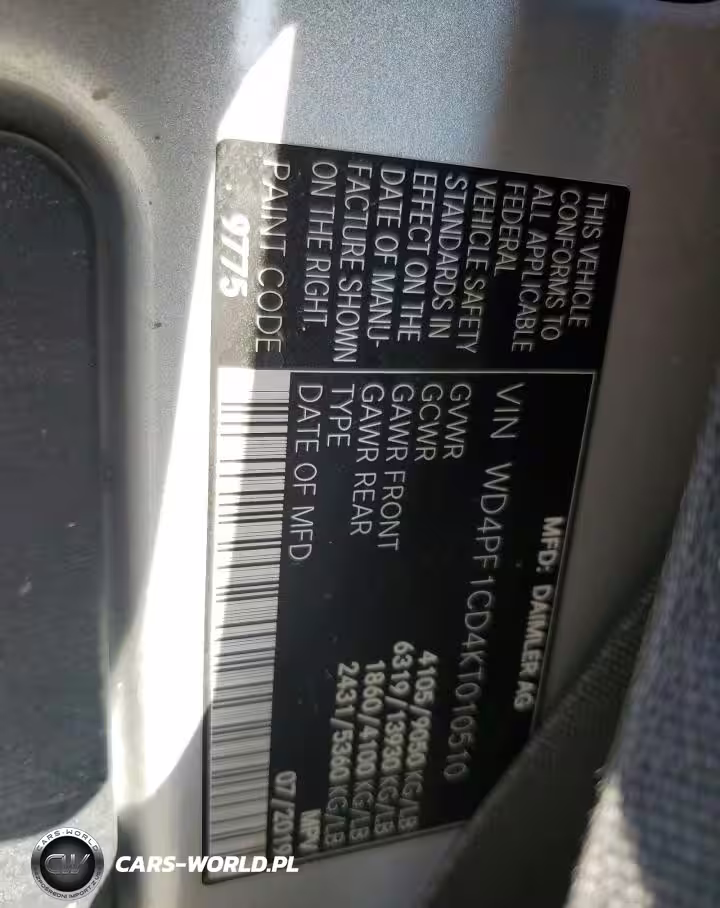 THIS VEHICLE
CONFORMS TO
ALL APPLICABLE
FEDERAL
VEHICLE SAFETY
STANDARDS IN
EFFECT ON THE
DATE OF MANU-
FACTURE SHOWN
ON THE RIGHT
PAINT CODE
9775
MFD: DAIMLER AG
VIN WD4PF1CD4KT010510
GVWR 4105/9050 KG/LB
GCWR 6319/13930 KG/LB
GAWR FRONT 1860/4100 KG/LB
GAWR REAR 2431/5360 KG/LB
TYPE MPV
DATE OF MFD 07/2019
CARS-WORLD
CW
CARS-WORLD.PL